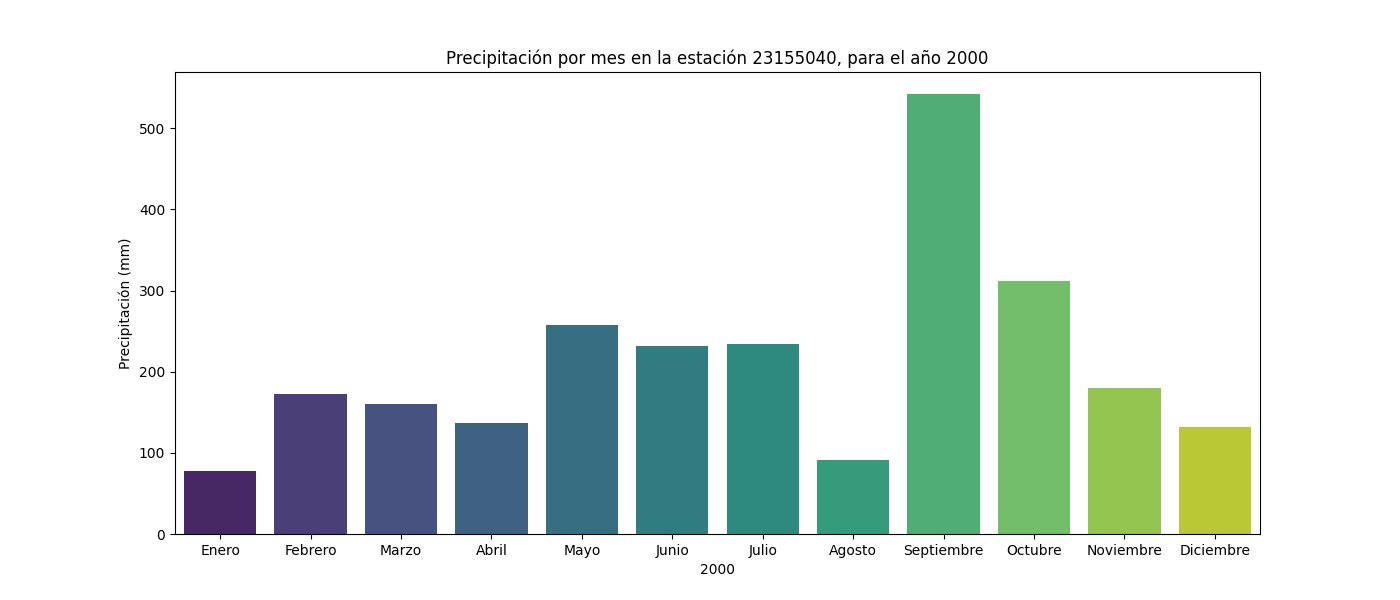 Precipitación por mes en la estación 23155040, para el año 2000
Precipitación (mm)
500
400
300
200
100
0
Enero Febrero Marzo Abril Mayo Junio Julio Agosto Septiembre Octubre Noviembre Diciembre
2000